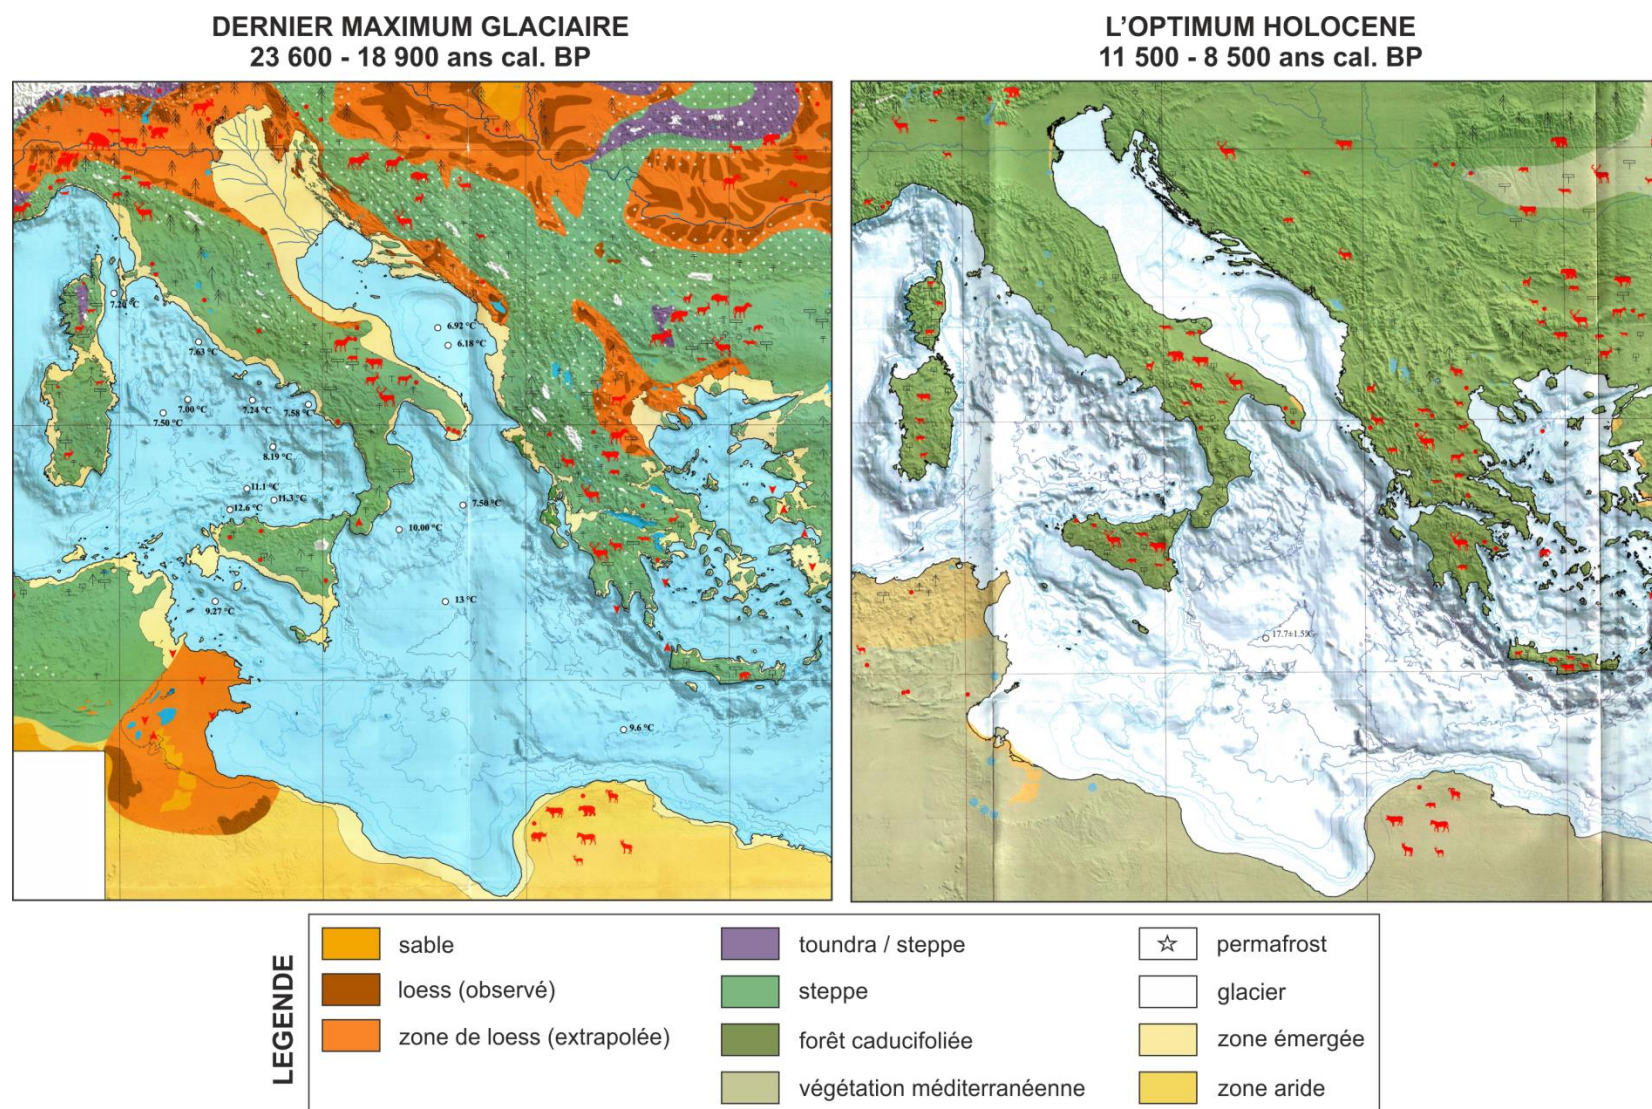 DERNIER MAXIMUM GLACIAIRE
23 600 - 18 900 ans cal. BP
L'OPTIMUM HOLOCENE
11 500 - 8 500 ans cal. BP
6.92 °C
6.18 °C
7.63 °C
7.00 °C
7.24 °C
7.58 °C
7.50 °C
8.19 °C
11.1 °C
11.3 °C
12.6 °C
7.50 °C
10.00 °C
9.27 °C
13 °C
9.6 °C
LEGENDE
sable
loess (observé)
zone de loess (extrapolée)
toundra / steppe
steppe
forêt caducifoliée
végétation méditerranéenne
permafrost
glacier
zone émergée
zone aride